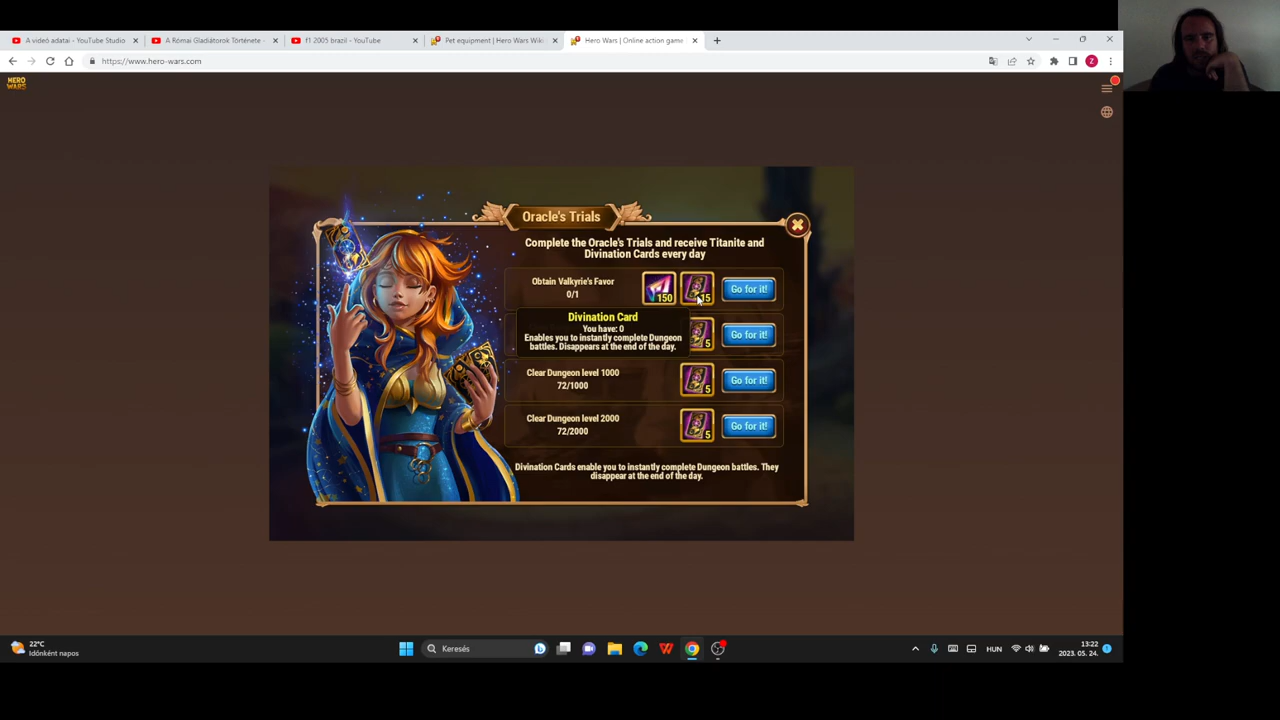 A videó adatai - YouTube Studio
A Római Gladiátorok Története -
f1 2005 brazil - YouTube
Pet equipment | Hero Wars Wiki
Hero Wars | Online action game
https://www.hero-wars.com
Z
HERO
WARS
Oracle's Trials
Complete the Oracle's Trials and receive Titanite and
Divination Cards every day
Obtain Valkyrie's Favor
0/1
150
15
Go for it!
Divination Card
You have: 0
Enables you to instantly complete Dungeon
battles. Disappears at the end of the day.
5
Go for it!
Clear Dungeon level 1000
72/1000
5
Go for it!
Clear Dungeon level 2000
72/2000
5
Go for it!
Divination Cards enable you to instantly complete Dungeon battles. They
disappear at the end of the day.
22°C
Időnként napos
Keresés
HUN
13:22
2023. 05. 24.
1